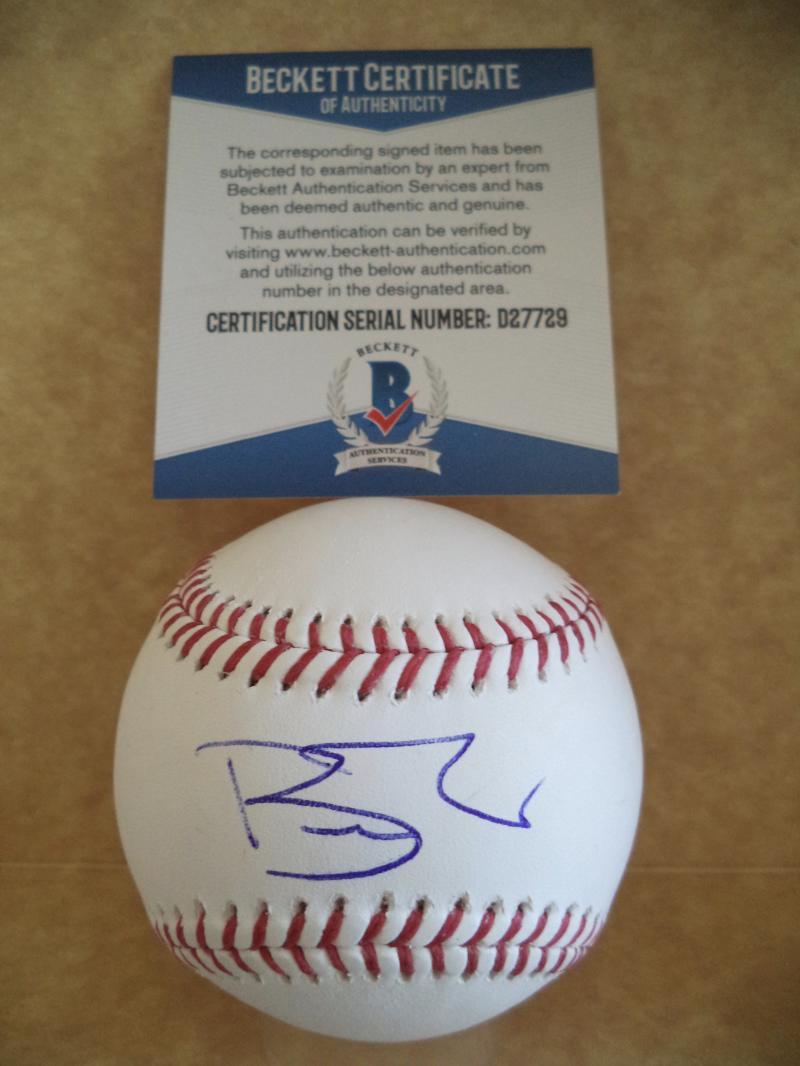 BECKETT CERTIFICATE
OF AUTHENTICITY
The corresponding signed item has been
subjected to examination by an expert from
Beckett Authentication Services and has
been deemed authentic and genuine.
This authentication can be verified by
visiting www.beckett-authentication.com
and utilizing the below authentication
number in the designated area.
CERTIFICATION SERIAL NUMBER: D27729
BECKETT
B
AUTHENTICATION
SERVICES